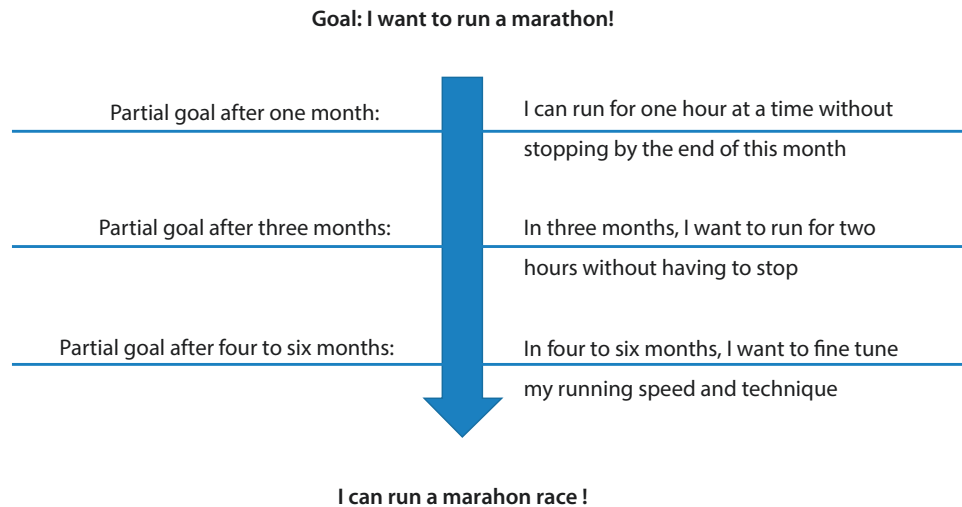 Goal: I want to run a marathon!
Partial goal after one month:
I can run for one hour at a time without
stopping by the end of this month
Partial goal after three months:
In three months, I want to run for two
hours without having to stop
Partial goal after four to six months:
In four to six months, I want to fine tune
my running speed and technique
I can run a marahon race !